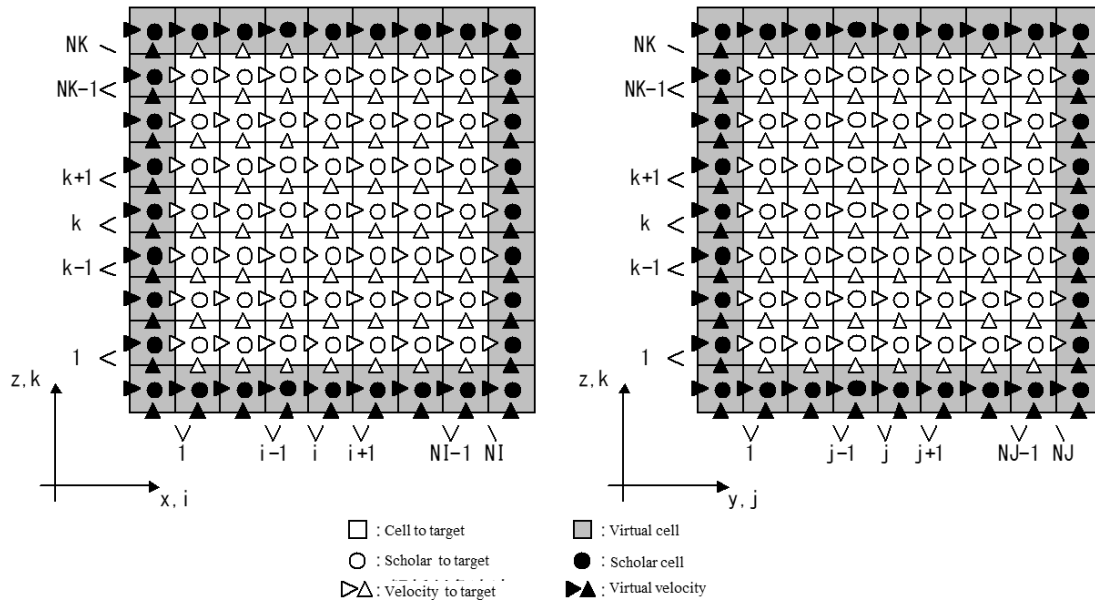 NK
NK-1
k+1
k
k-1
1
z, k
1 i-1 i i+1 NI-1 NI
x, i
NK
NK-1
k+1
k
k-1
1
z, k
1 j-1 j j+1 NJ-1 NJ
y, j
: Cell to target
: Virtual cell
: Scholar to target
: Scholar cell
: Velocity to target
: Virtual velocity